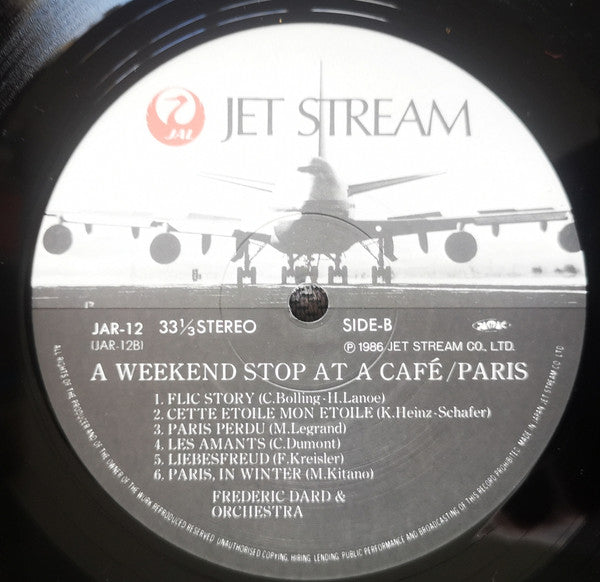 JAL
JET STREAM
JAR-12 33⅓ STEREO SIDE-B
(JAR-12B) ℗ 1986 JET STREAM CO., LTD.
A WEEKEND STOP AT A CAFÉ/PARIS
1. FLIC STORY (C.Bolling-H.Lanoe)
2. CETTE ETOILE MON ETOILE (K.Heinz-Schafer)
3. PARIS PERDU (M.Legrand)
4. LES AMANTS (C.Dumont)
5. LIEBESFREUD (F.Kreisler)
6. PARIS, IN WINTER (M.Kitano)
FREDERIC DARD &
ORCHESTRA
ALL RIGHTS OF THE PRODUCER AND OF THE OWNER OF THE WORK REPRODUCED RESERVED. UNAUTHORISED COPYING, HIRING, LENDING, PUBLIC PERFORMANCE AND BROADCASTING OF THIS RECORD PROHIBITED. MADE IN JAPAN JET STREAM CO. LTD.